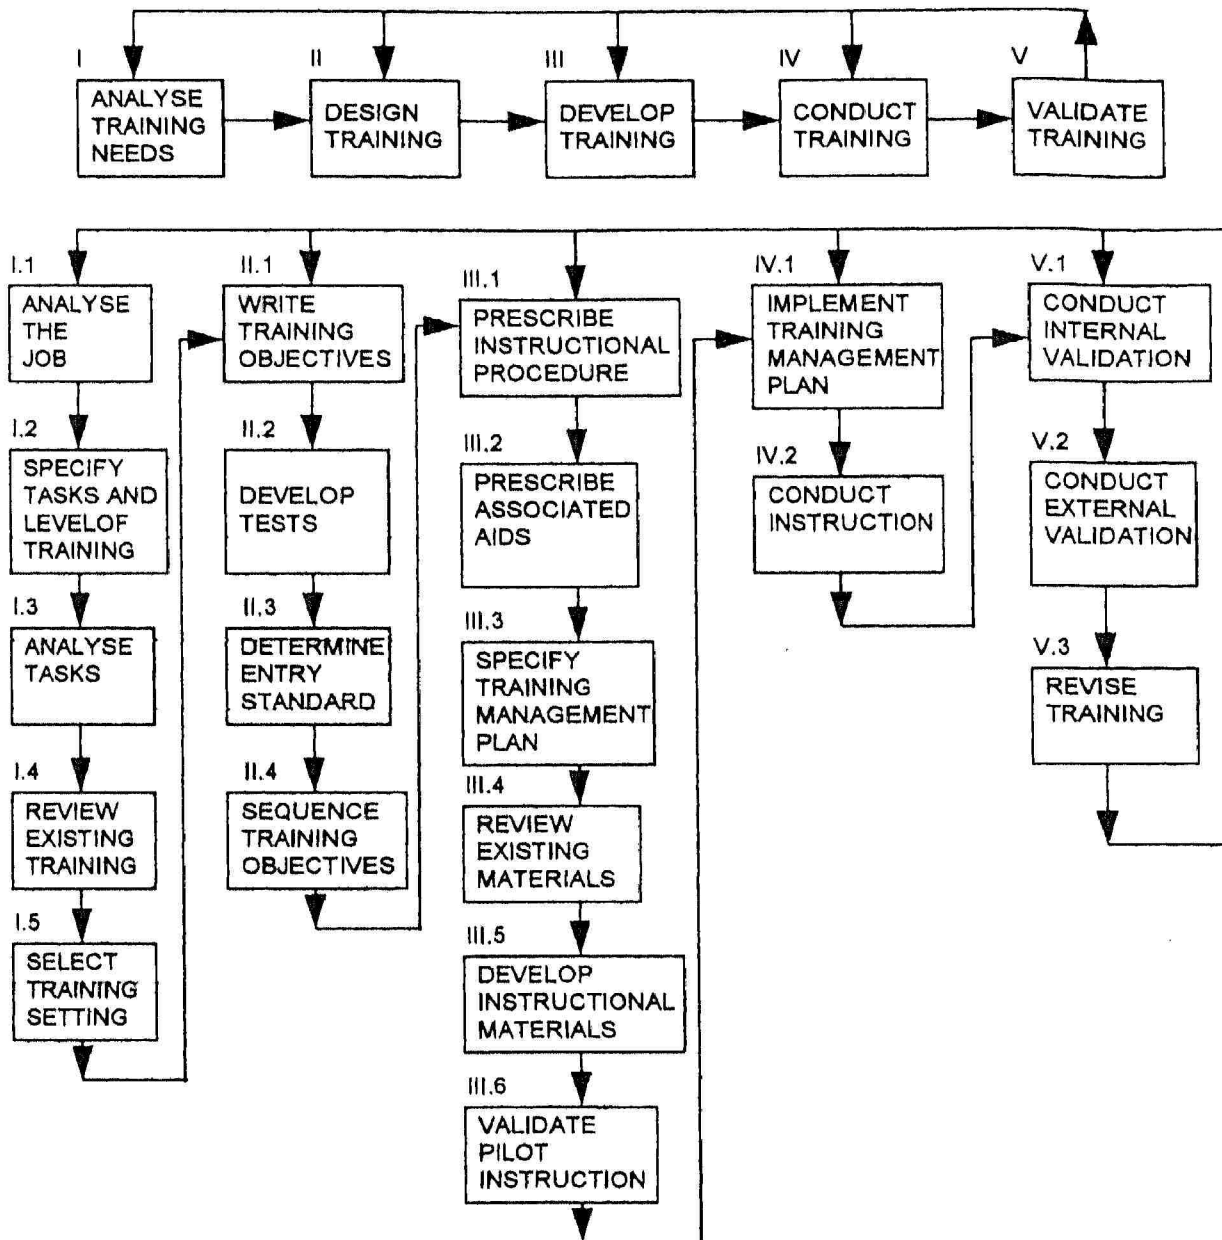 I
ANALYSE
TRAINING
NEEDS
II
DESIGN
TRAINING
III
DEVELOP
TRAINING
IV
CONDUCT
TRAINING
V
VALIDATE
TRAINING
I.1
ANALYSE
THE
JOB
I.2
SPECIFY
TASKS AND
LEVELOF
TRAINING
I.3
ANALYSE
TASKS
I.4
REVIEW
EXISTING
TRAINING
I.5
SELECT
TRAINING
SETTING
II.1
WRITE
TRAINING
OBJECTIVES
II.2
DEVELOP
TESTS
II.3
DETERMINE
ENTRY
STANDARD
II.4
SEQUENCE
TRAINING
OBJECTIVES
III.1
PRESCRIBE
INSTRUCTIONAL
PROCEDURE
III.2
PRESCRIBE
ASSOCIATED
AIDS
III.3
SPECIFY
TRAINING
MANAGEMENT
PLAN
III.4
REVIEW
EXISTING
MATERIALS
III.5
DEVELOP
INSTRUCTIONAL
MATERIALS
III.6
VALIDATE
PILOT
INSTRUCTION
IV.1
IMPLEMENT
TRAINING
MANAGEMENT
PLAN
IV.2
CONDUCT
INSTRUCTION
V.1
CONDUCT
INTERNAL
VALIDATION
V.2
CONDUCT
EXTERNAL
VALIDATION
V.3
REVISE
TRAINING